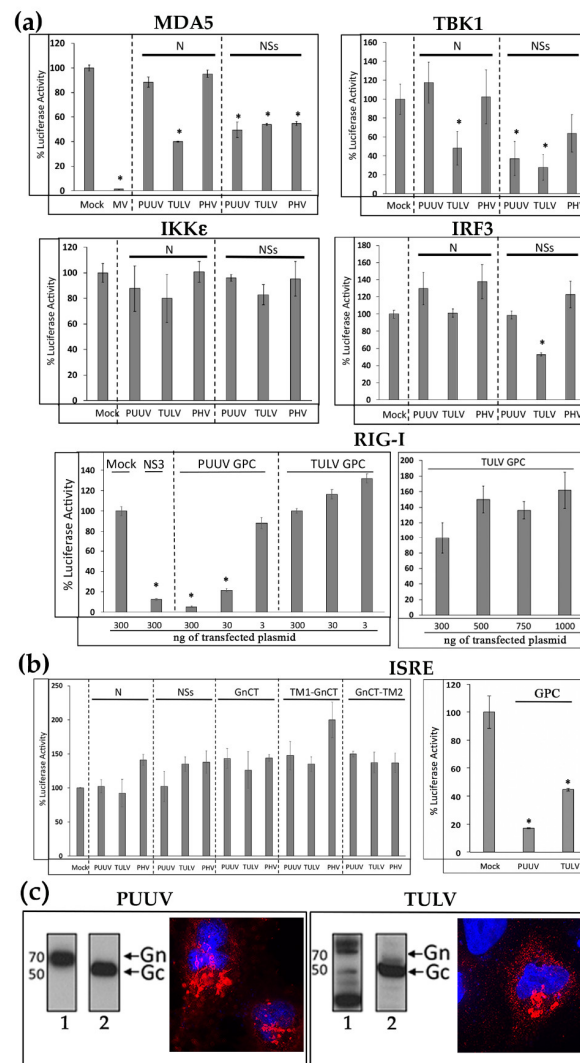 (a)
MDA5
TBK1
N
NSs
% Luciferase Activity
120
100
80
60
40
20
0
*
*
*
*
*
Mock MV PUUV TULV PHV PUUV TULV PHV
N
NSs
% Luciferase Activity
160
140
120
100
80
60
40
20
0
*
*
*
Mock PUUV TULV PHV PUUV TULV PHV
IKKε
IRF3
N
NSs
% Luciferase Activity
120
100
80
60
40
20
0
Mock PUUV TULV PHV PUUV TULV PHV
N
NSs
% Luciferase Activity
180
160
140
120
100
80
60
40
20
0
*
Mock PUUV TULV PHV PUUV TULV PHV
RIG-I
Mock NS3 PUUV GPC TULV GPC
% Luciferase Activity
140
120
100
80
60
40
20
0
*
*
*
300 300 300 30 3 300 30 3
ng of transfected plasmid
TULV GPC
% Luciferase Activity
200
180
160
140
120
100
80
60
40
20
0
300 500 750 1000
ng of transfected plasmid
(b)
ISRE
N NSs GnCT TM1-GnCT GnCT-TM2
% Luciferase Activity
250
200
150
100
50
0
Mock PUUV TULV PHV PUUV TULV PHV PUUV TULV PHV PUUV TULV PHV PUUV TULV PHV
GPC
% Luciferase Activity
120
100
80
60
40
20
0
*
*
Mock PUUV TULV
(c)
PUUV
TULV
70
50
←Gn
←Gc
1 2
70
50
←Gn
←Gc
1 2